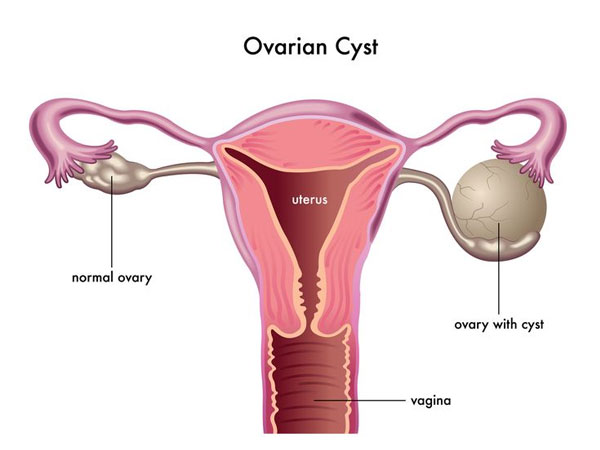 Ovarian Cyst
uterus
normal ovary
ovary with cyst
vagina